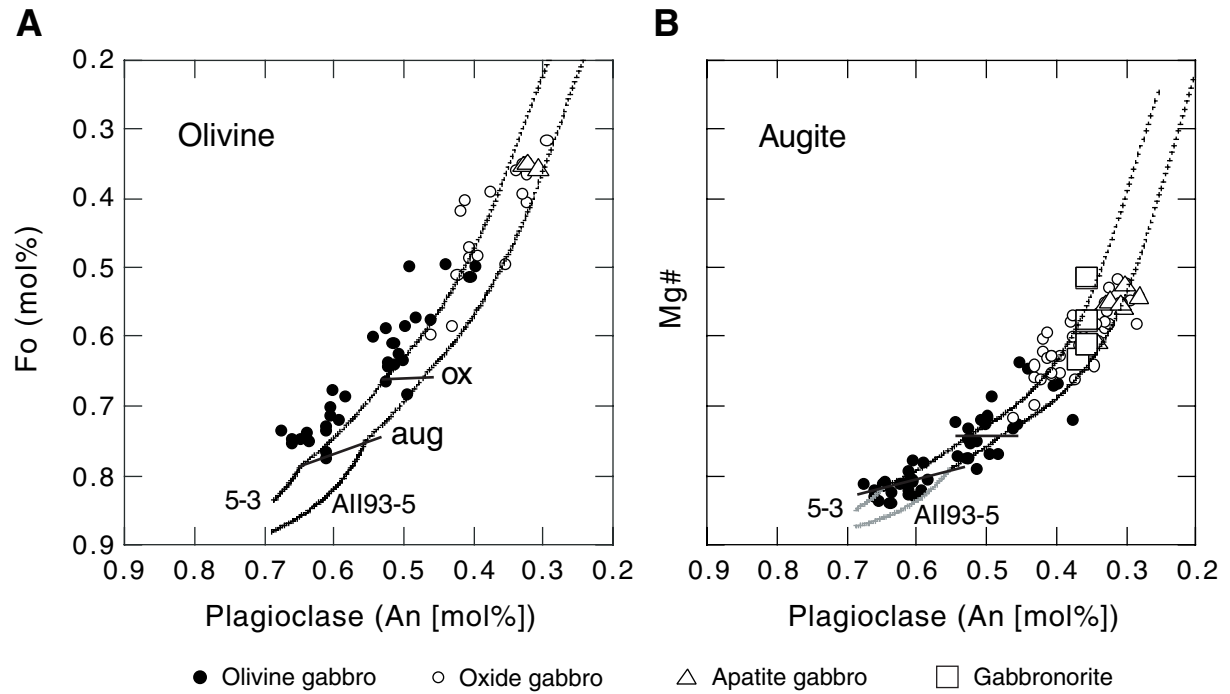 A
B
0.2
0.3
0.4
0.5
0.6
0.7
0.8
0.9
Fo (mol%)
Olivine
ox
aug
5-3
AII93-5
0.9 0.8 0.7 0.6 0.5 0.4 0.3 0.2
Plagioclase (An [mol%])
Mg#
Augite
5-3
AII93-5
0.9 0.8 0.7 0.6 0.5 0.4 0.3 0.2
Plagioclase (An [mol%])
Olivine gabbro
Oxide gabbro
Apatite gabbro
Gabbronorite